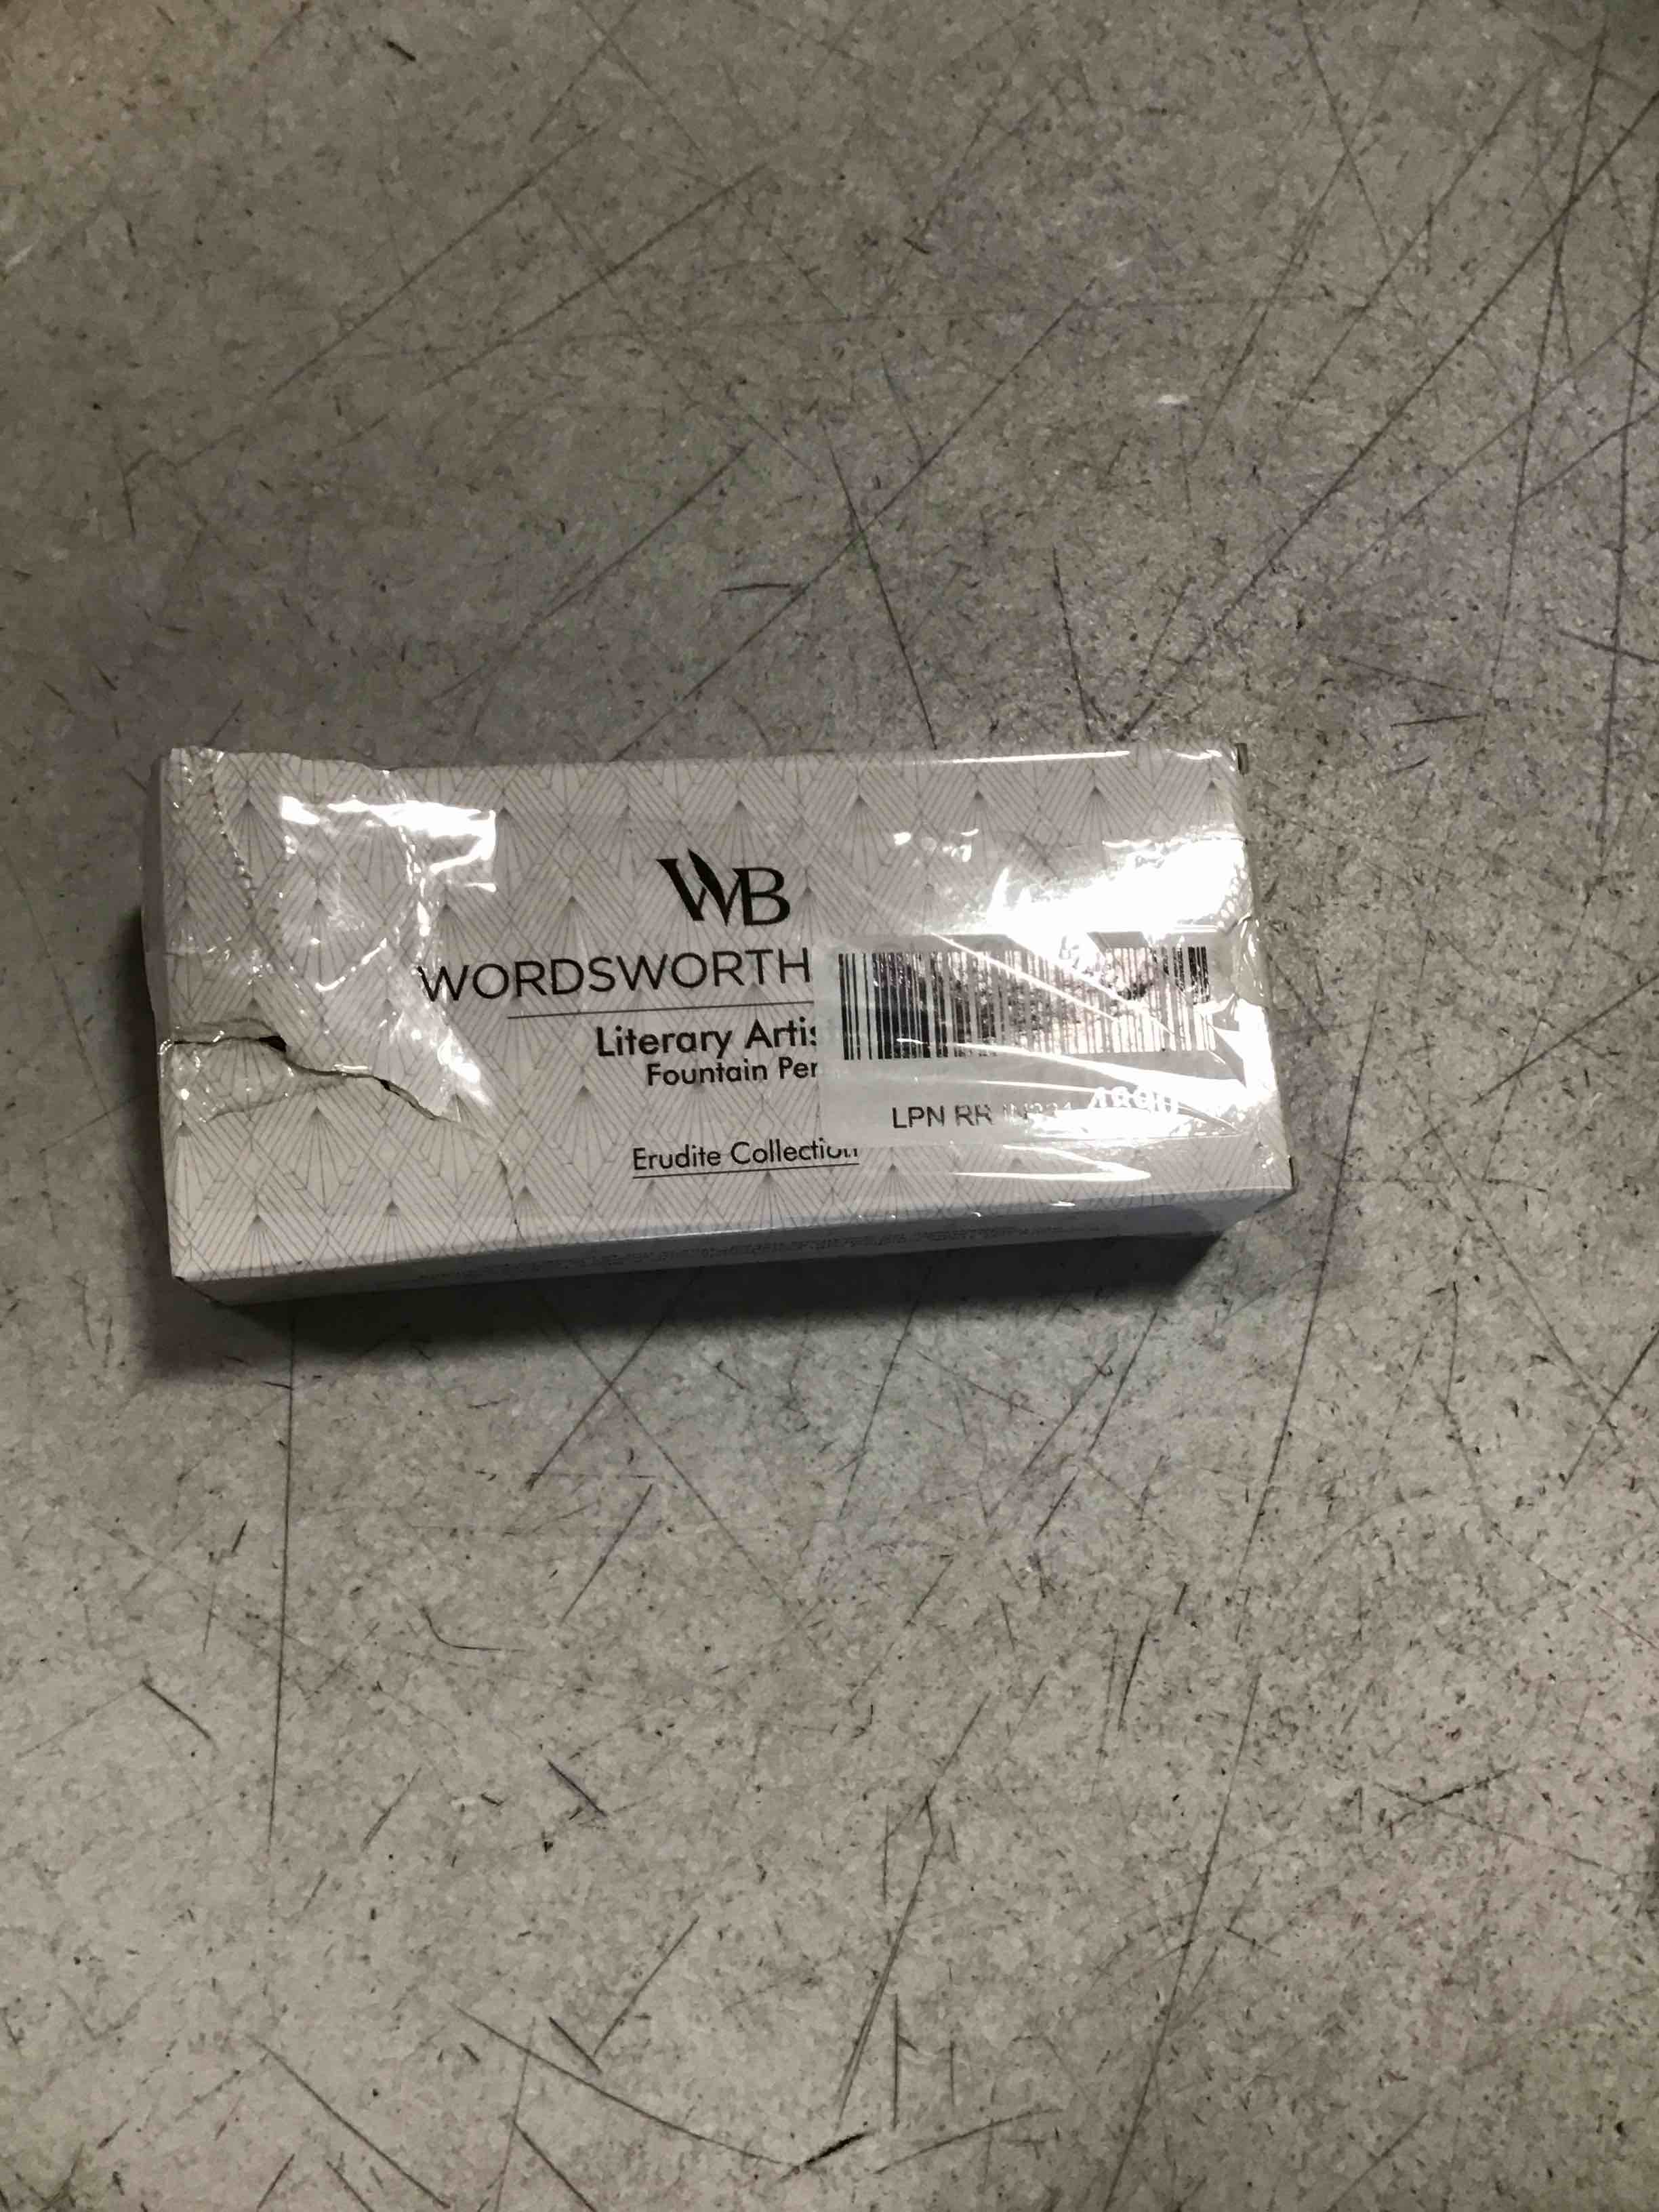 WB
WORDSWORTH
Literary Artis
Fountain Pen
Erudite Collection
LPN RR